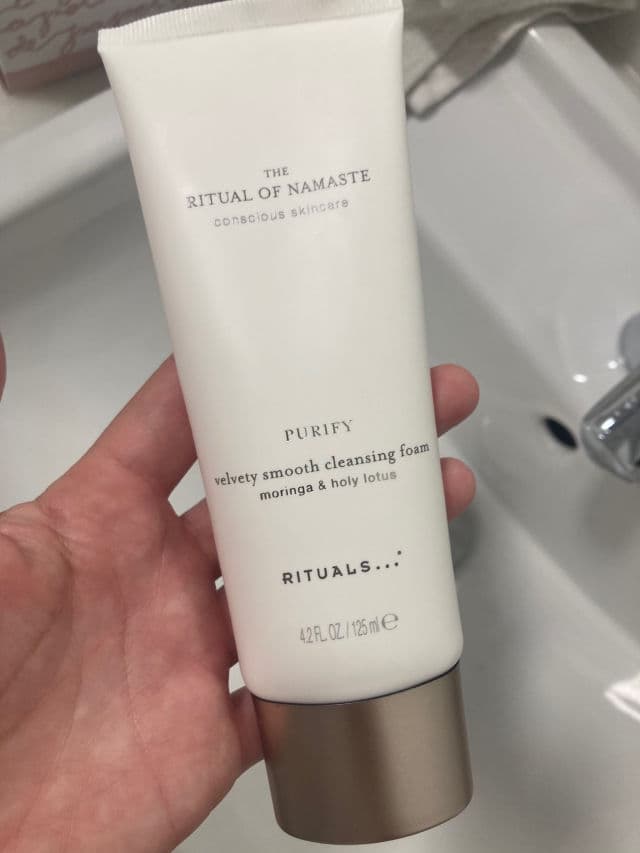 THE
RITUAL OF NAMASTE
conscious skincare
PURIFY
velvety smooth cleansing foam
moringa & holy lotus
RITUALS...
4.2 FL. OZ. / 125 ml ℮